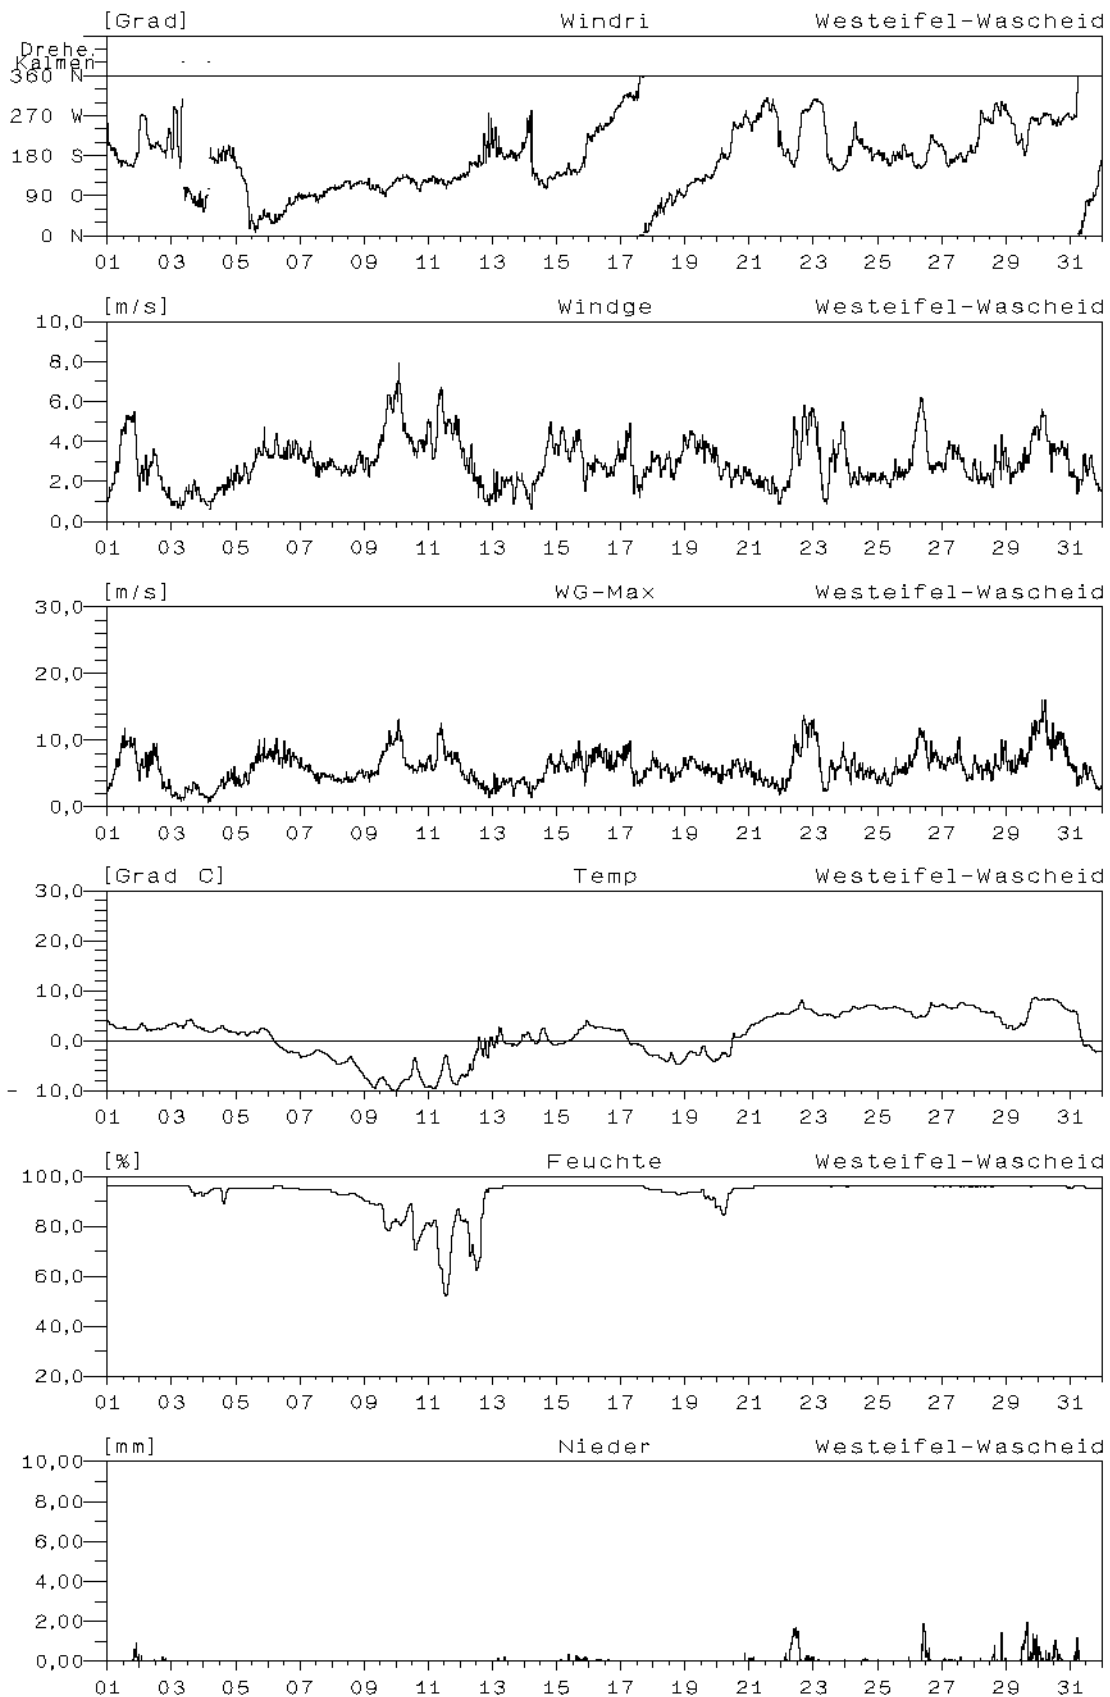 [Grad] Windri Westeifel-Wascheid
Drehe.
Kalmen
360 N
270 W
180 S
90 O
0 N
01 03 05 07 09 11 13 15 17 19 21 23 25 27 29 31
[m/s] Windge Westeifel-Wascheid
10,0
8,0
6,0
4,0
2,0
0,0
01 03 05 07 09 11 13 15 17 19 21 23 25 27 29 31
[m/s] WG-Max Westeifel-Wascheid
30,0
20,0
10,0
0,0
01 03 05 07 09 11 13 15 17 19 21 23 25 27 29 31
[Grad C] Temp Westeifel-Wascheid
30,0
20,0
10,0
0,0
- 10,0
01 03 05 07 09 11 13 15 17 19 21 23 25 27 29 31
[%] Feuchte Westeifel-Wascheid
100,0
80,0
60,0
40,0
20,0
01 03 05 07 09 11 13 15 17 19 21 23 25 27 29 31
[mm] Nieder Westeifel-Wascheid
10,00
8,00
6,00
4,00
2,00
0,00
01 03 05 07 09 11 13 15 17 19 21 23 25 27 29 31